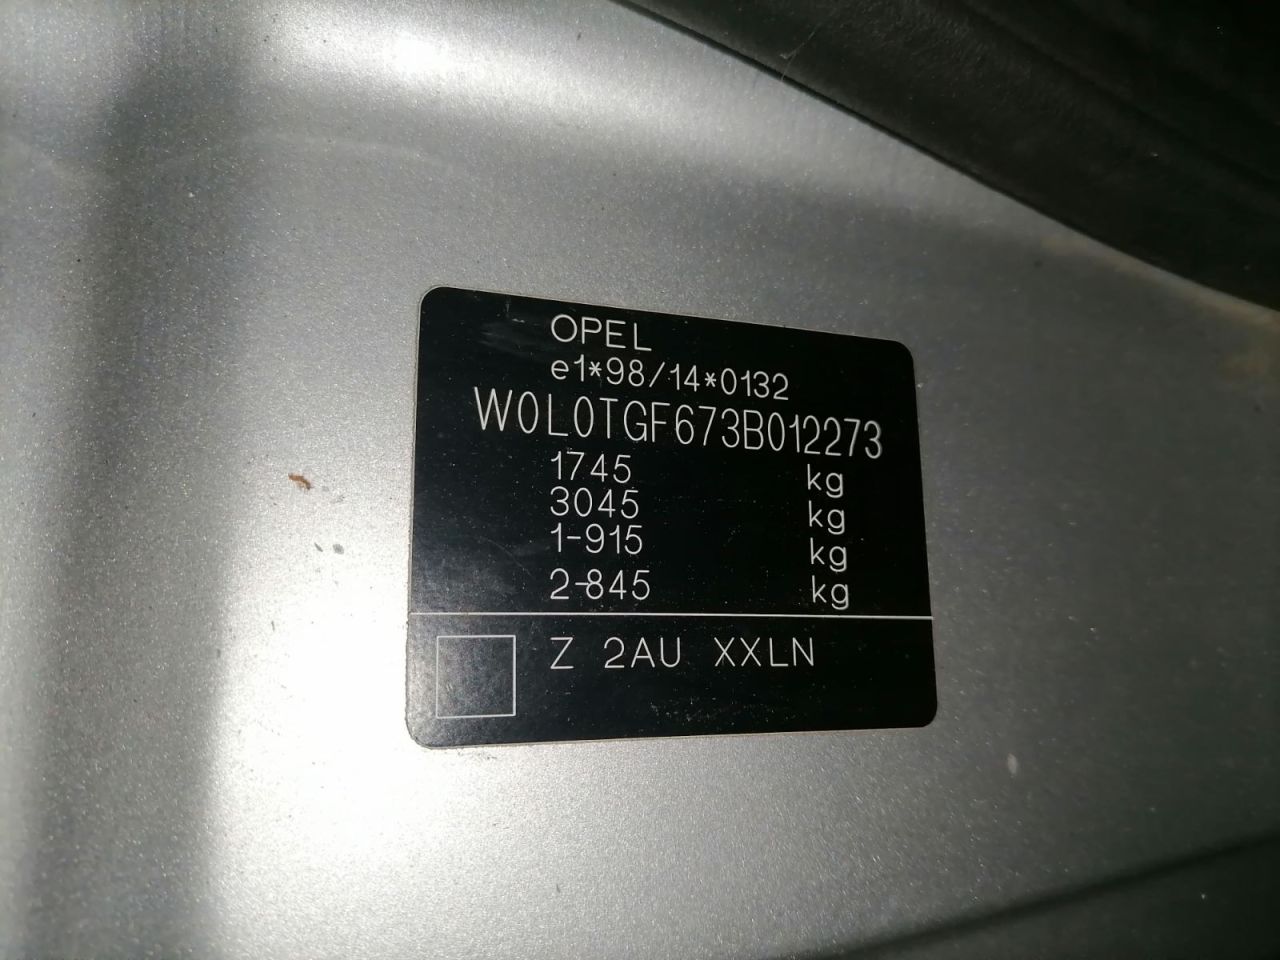 OPEL
e1*98/14*0132
W0L0TGF673B012273
1745 kg
3045 kg
1-915 kg
2-845 kg
Z 2AU XXLN